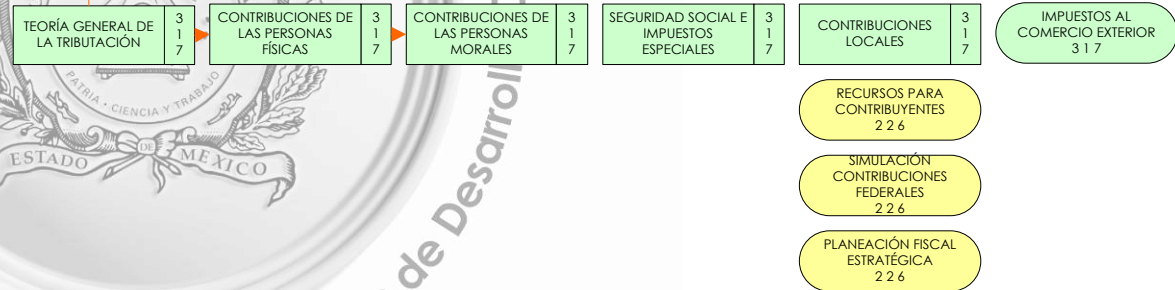 TEORÍA GENERAL DE
LA TRIBUTACIÓN
3
1
7
CONTRIBUCIONES DE
LAS PERSONAS
FÍSICAS
3
1
7
CONTRIBUCIONES DE
LAS PERSONAS
MORALES
3
1
7
SEGURIDAD SOCIAL E
IMPUESTOS
ESPECIALES
3
1
7
CONTRIBUCIONES
LOCALES
3
1
7
IMPUESTOS AL
COMERCIO EXTERIOR
3 1 7
RECURSOS PARA
CONTRIBUYENTES
2 2 6
SIMULACIÓN
CONTRIBUCIONES
FEDERALES
2 2 6
PLANEACIÓN FISCAL
ESTRATÉGICA
2 2 6
PATRIA · CIENCIA Y TRABAJO
ESTADO DE MEXICO
de Desarroll